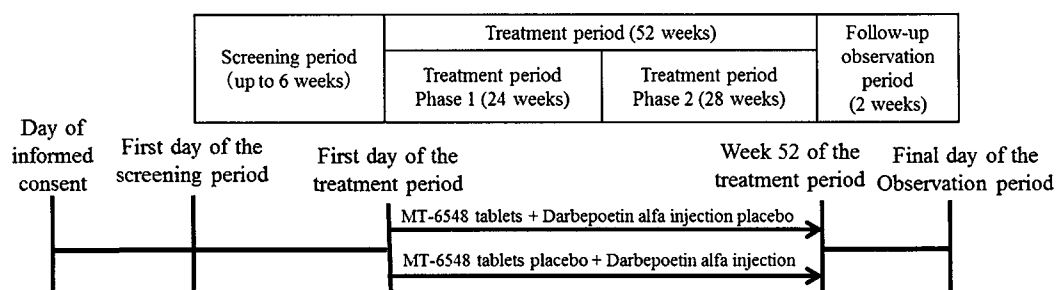 Screening period
(up to 6 weeks)
Treatment period (52 weeks)
Treatment period
Phase 1 (24 weeks)
Treatment period
Phase 2 (28 weeks)
Follow-up
observation
period
(2 weeks)
Day of
informed
consent
First day of the
screening period
First day of the
treatment period
Week 52 of the
treatment period
Final day of the
Observation period
MT-6548 tablets + Darbepoetin alfa injection placebo
MT-6548 tablets placebo + Darbepoetin alfa injection